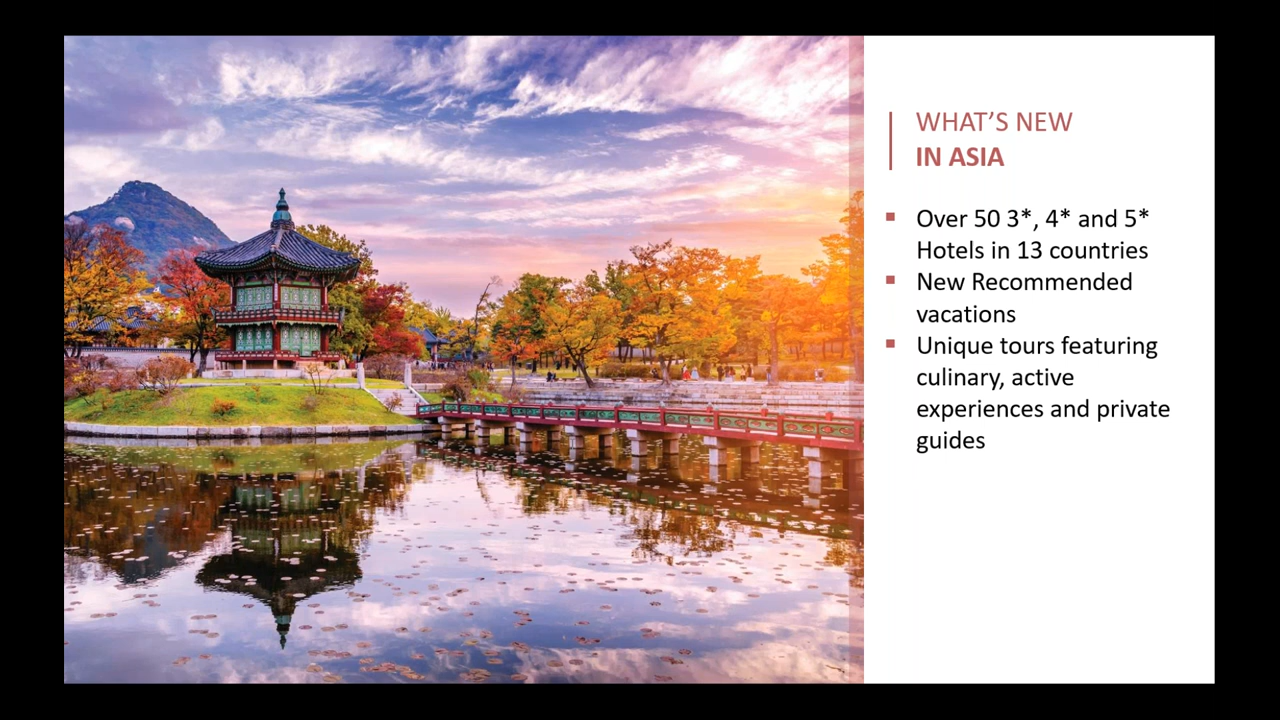 WHAT’S NEW
IN ASIA
Over 50 3*, 4* and 5*
Hotels in 13 countries
New Recommended
vacations
Unique tours featuring
culinary, active
experiences and private
guides